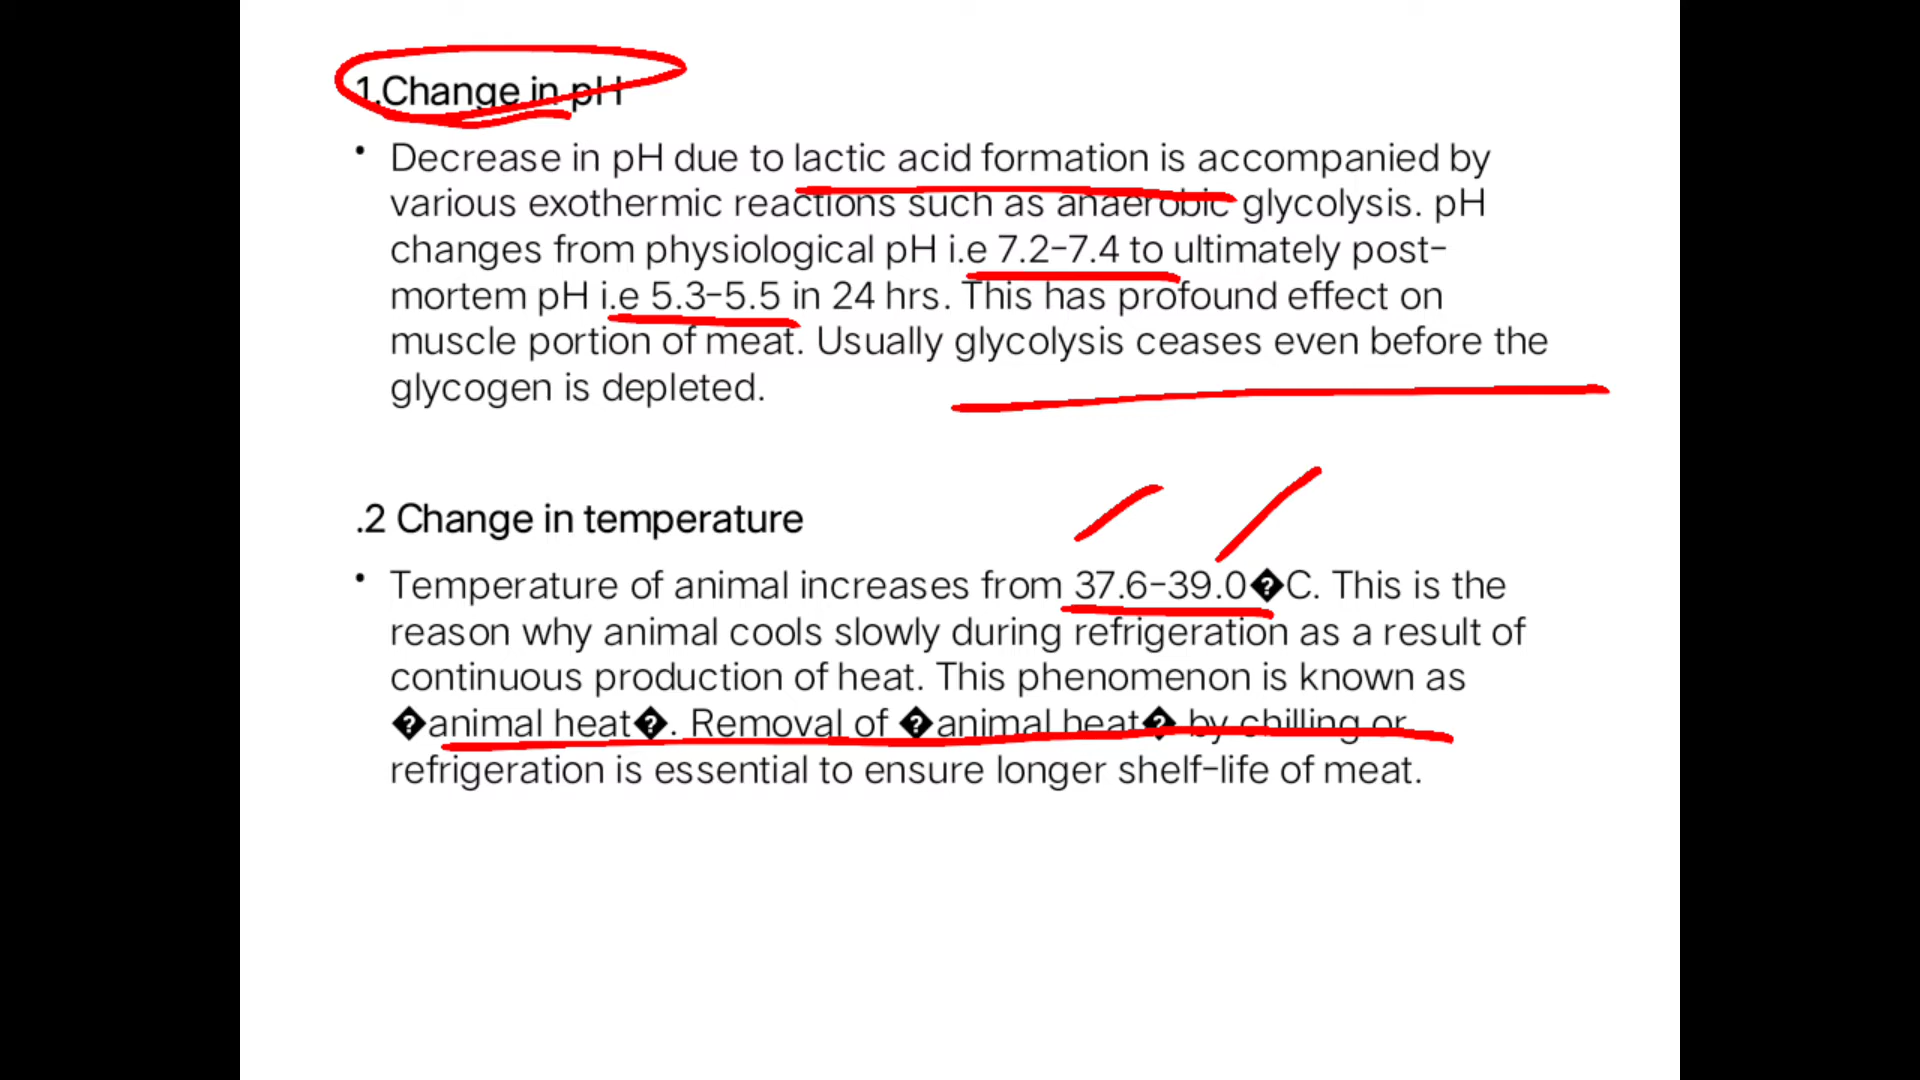 1.Change in pH
• Decrease in pH due to lactic acid formation is accompanied by
various exothermic reactions such as anaerobic glycolysis. pH
changes from physiological pH i.e 7.2-7.4 to ultimately post-
mortem pH i.e 5.3-5.5 in 24 hrs. This has profound effect on
muscle portion of meat. Usually glycolysis ceases even before the
glycogen is depleted.
.2 Change in temperature
• Temperature of animal increases from 37.6-39.0�C. This is the
reason why animal cools slowly during refrigeration as a result of
continuous production of heat. This phenomenon is known as
�animal heat�. Removal of �animal heat� by chilling or
refrigeration is essential to ensure longer shelf-life of meat.